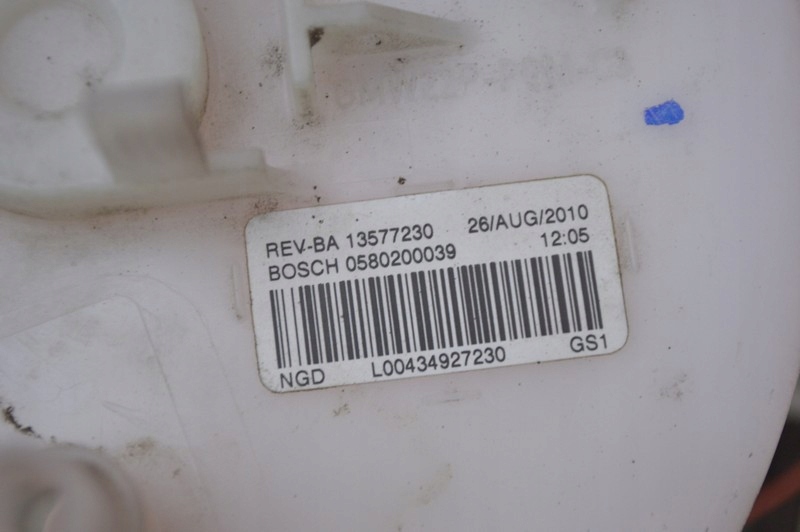 REV-BA 13577230 26/AUG/2010
BOSCH 0580200039 12:05
NGD L00434927230 GS1